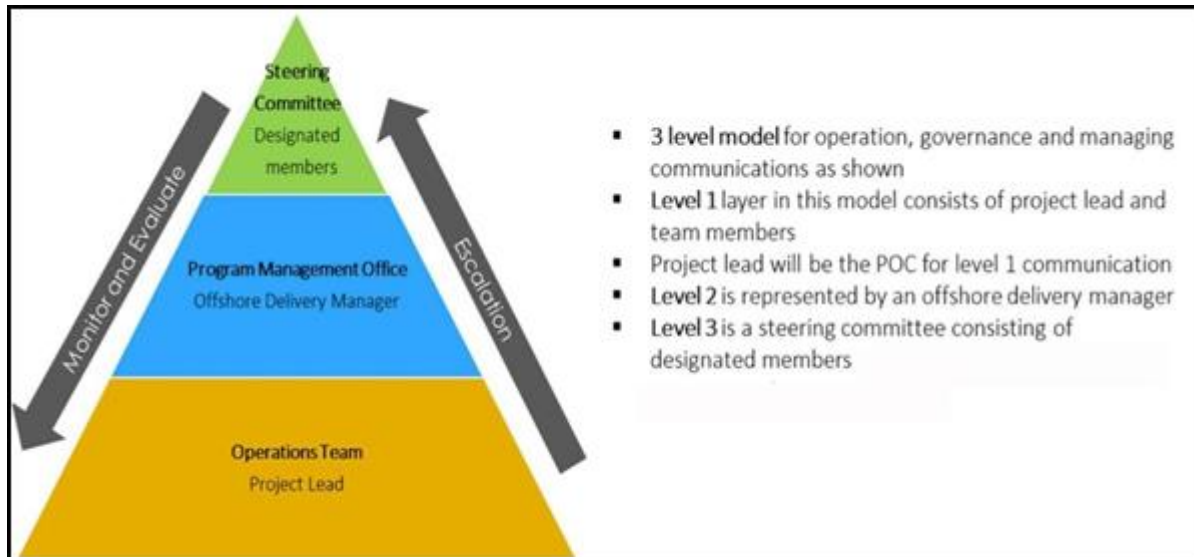 Steering
Committee
Designated
members
Monitor and Evaluate
Escalation
Program Management Office
Offshore Delivery Manager
Operations Team
Project Lead
▪ 3 level model for operation, governance and managing
communications as shown
▪ Level 1 layer in this model consists of project lead and
team members
▪ Project lead will be the POC for level 1 communication
▪ Level 2 is represented by an offshore delivery manager
▪ Level 3 is a steering committee consisting of
designated members